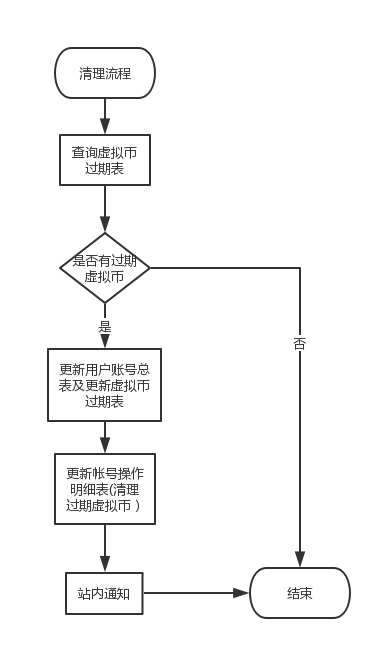 清理流程
查询虚拟币
过期表
是否有过期
虚拟币
是
否
更新用户账号总
表及更新虚拟币
过期表
更新帐号操作
明细表(清理
过期虚拟币）
站内通知
结束